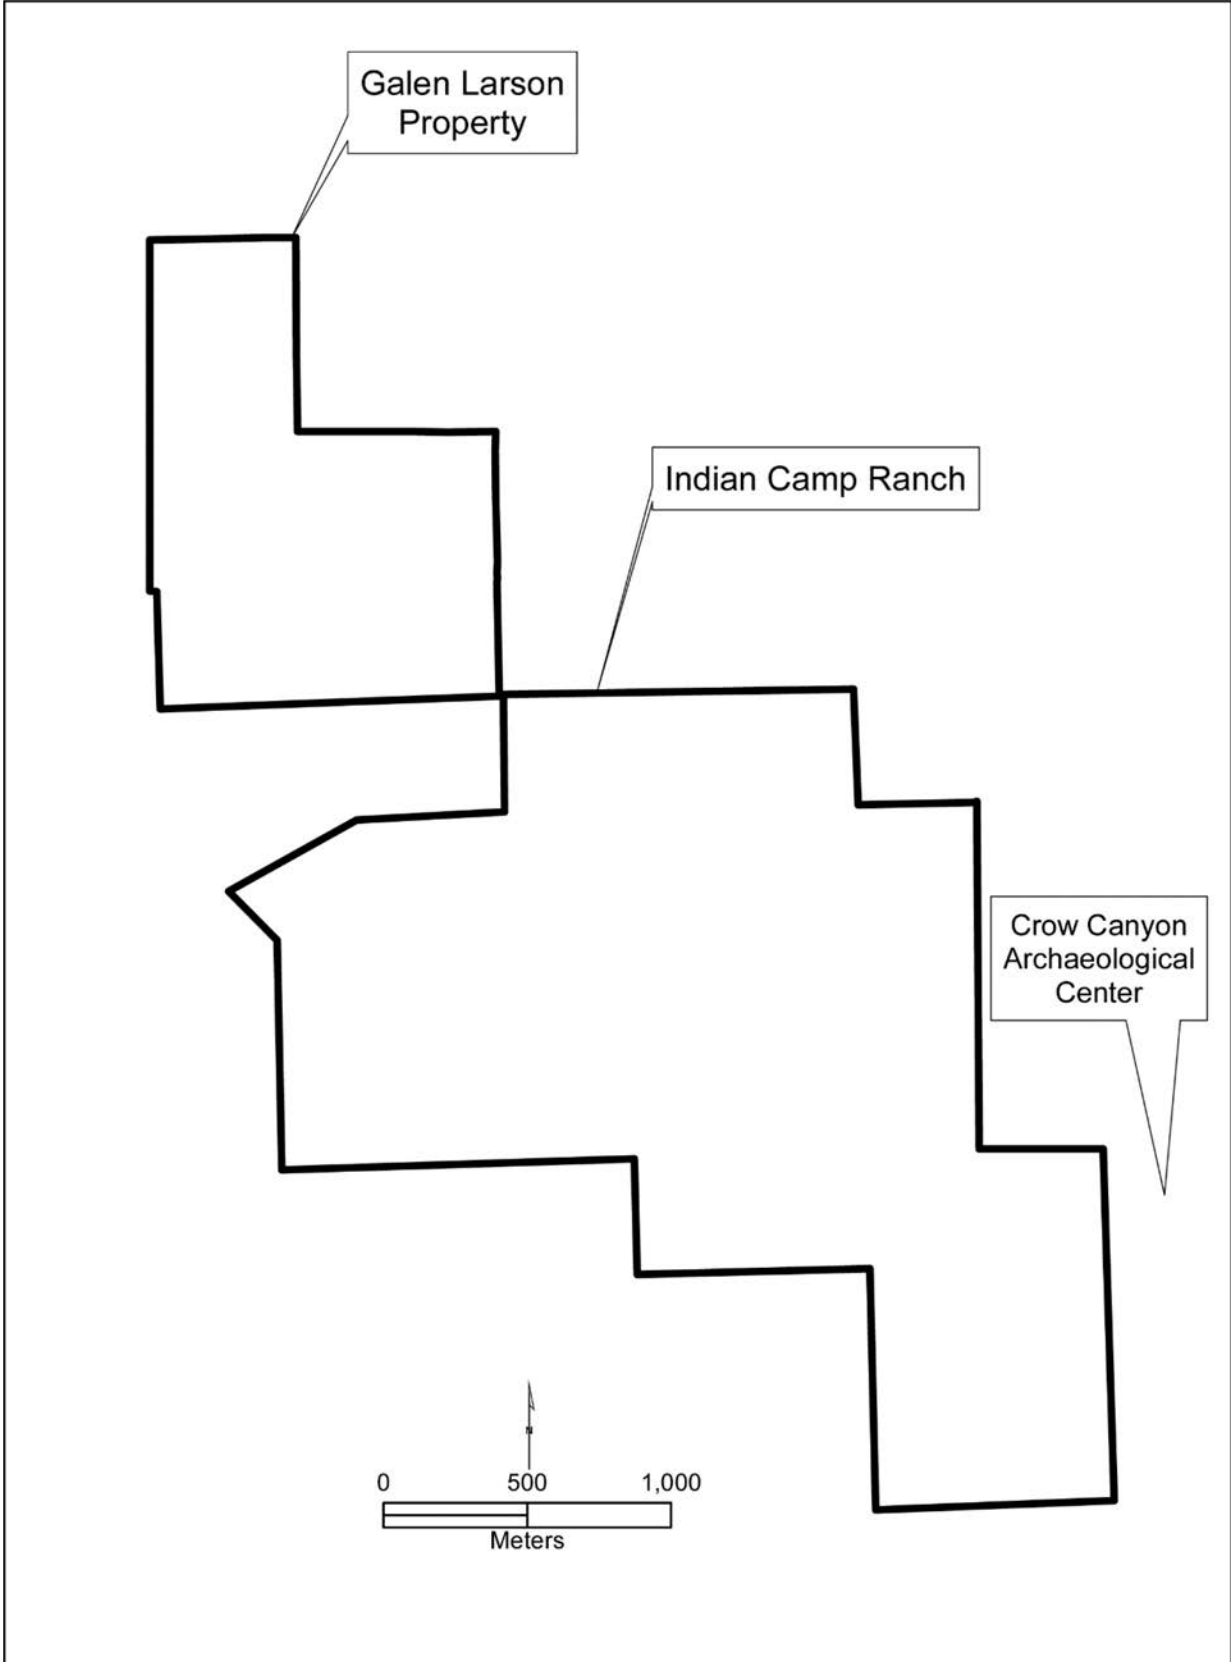 Galen Larson
Property
Indian Camp Ranch
Crow Canyon
Archaeological
Center
N
0 500 1,000
Meters